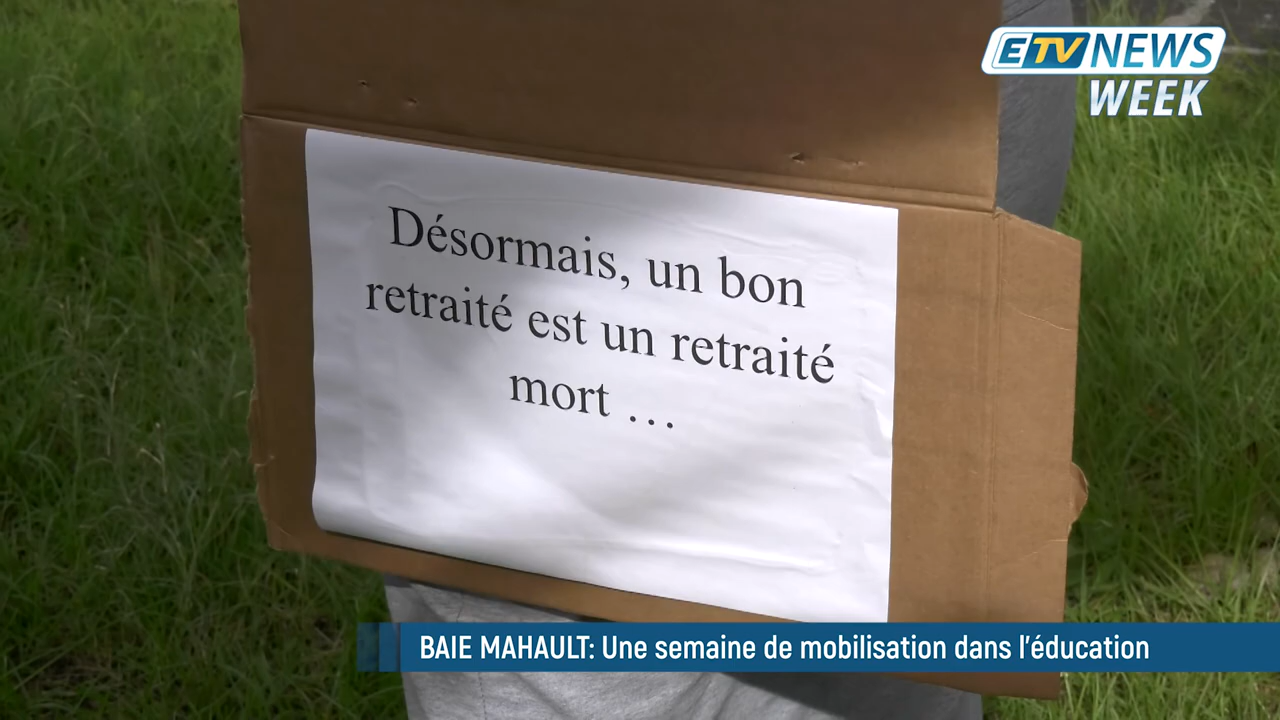 ETV NEWS
WEEK
Désormais, un bon
retraité est un retraité
mort ...
BAIE MAHAULT: Une semaine de mobilisation dans l'éducation